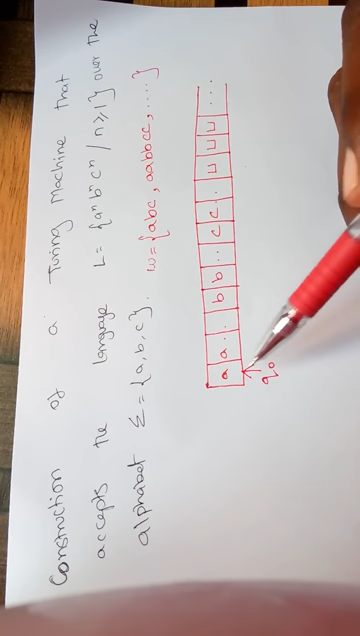 Construction of a Turing Machine that
accepts the language L = {aⁿbⁿcⁿ / n≥1} over the
alphabet Σ = {a, b, c}. w = {abc, aabbcc, ....}
a a . . b b . . c c . ⊔ ⊔ ⊔ ...
q₀